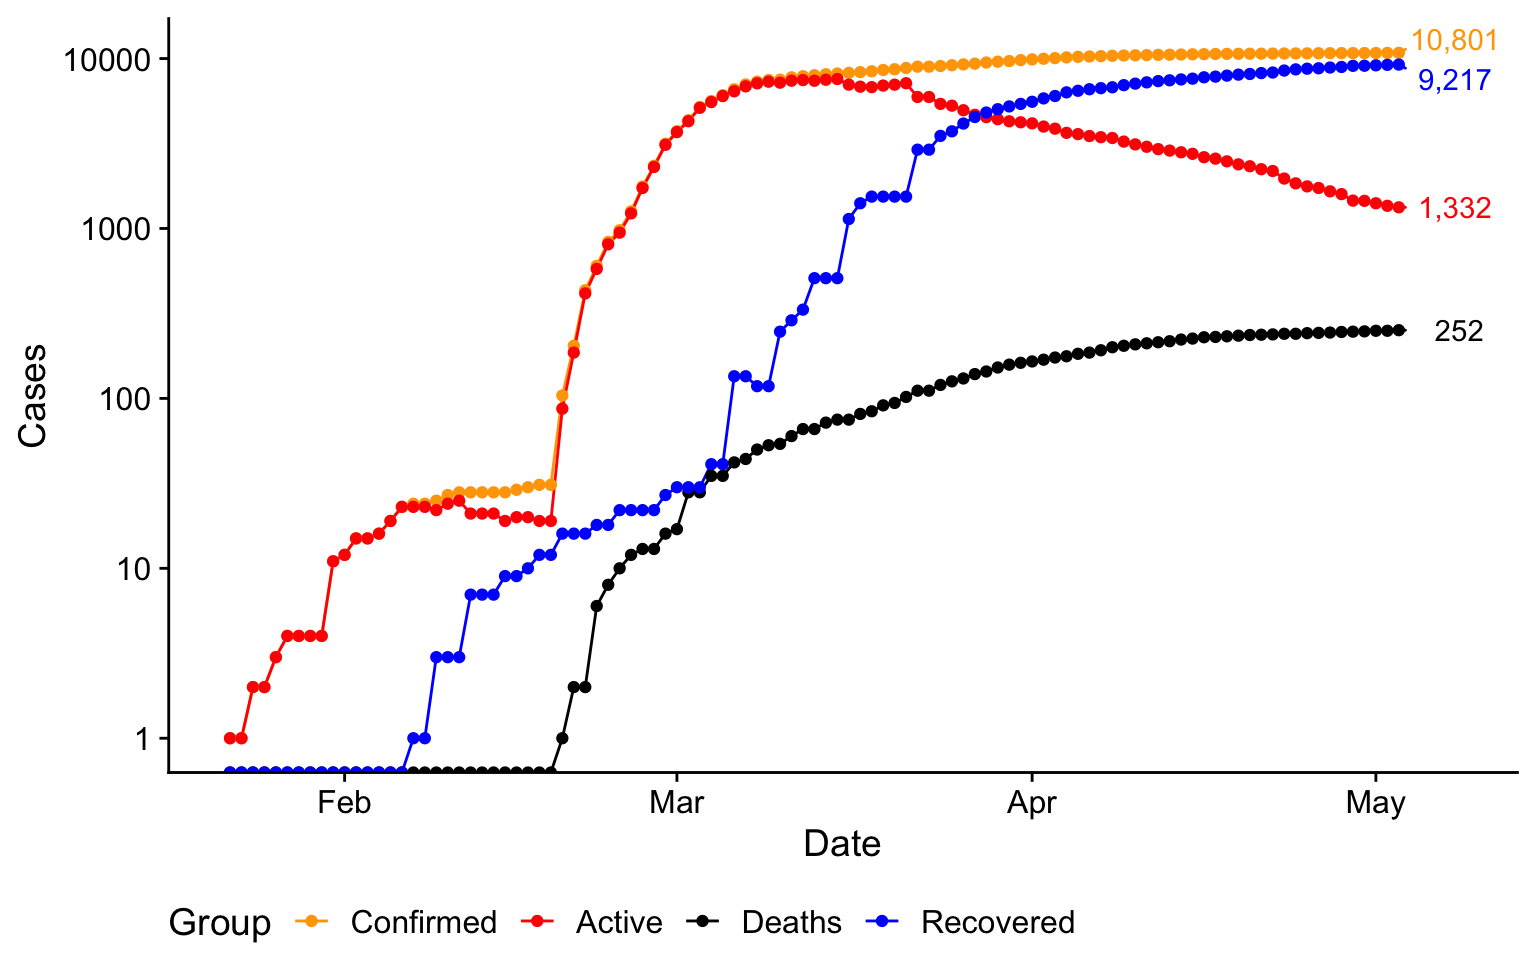 10000
1000
100
10
1
Cases
10,801
9,217
1,332
252
Feb Mar Apr May
Date
Group Confirmed Active Deaths Recovered